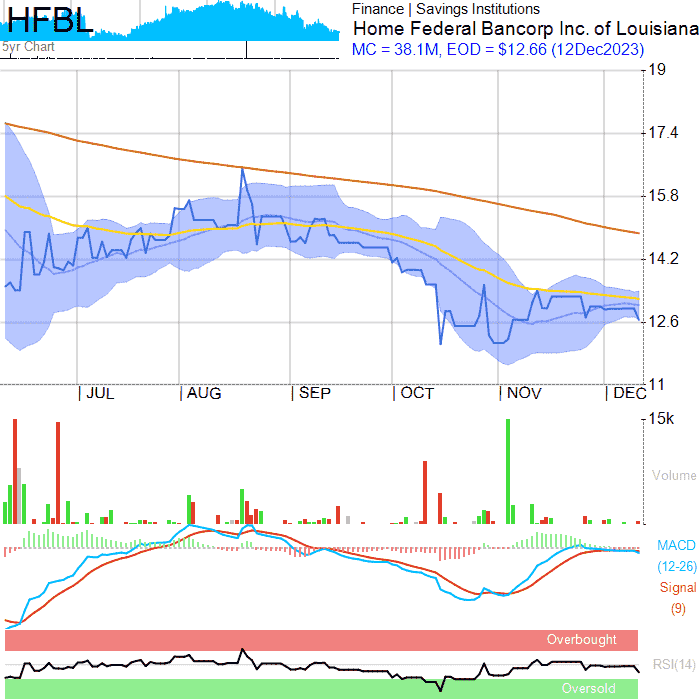 HFBL
5yr Chart
Finance | Savings Institutions
Home Federal Bancorp Inc. of Louisiana
MC = 38.1M, EOD = $12.66 (12Dec2023)
19
17.4
15.8
14.2
12.6
11
JUL AUG SEP OCT NOV DEC
15k
Volume
MACD
(12-26)
Signal
(9)
Overbought
RSI(14)
Oversold